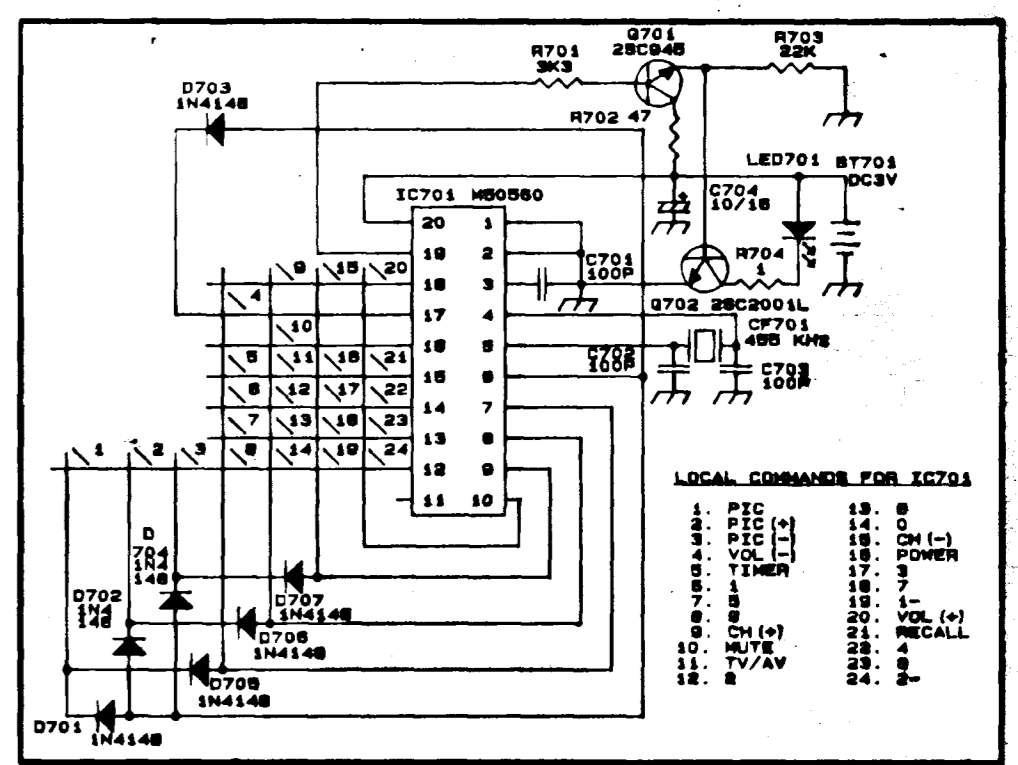 Q701
2SC945
R703
22K
R701
3K3
D703
1N4148
R702 47
LED701
BT701
DC3V
IC701 M50560
C704
10/16
20 1
19 2
18 3
17 4
16 5
15 6
14 7
13 8
12 9
11 10
C701
100P
R704
1
Q702 2SC2001L
CF701
455 KHz
C702
100P
C703
100P
9 15 20
4
10
5 11 16 21
6 12 17 22
7 13 18 23
1 2 3 8 14 19 24
D
704
1N4
148
D702
1N4
148
D707
1N4148
D706
1N4148
D705
1N4148
D701
1N4148
LOCAL COMMANDS FOR IC701
1. PIC
2. PIC (+)
3. PIC (-)
4. VOL (-)
5. TIMER
6. 1
7. 5
8. 9
9. CH (+)
10. MUTE
11. TV/AV
12. 2
13. 6
14. 0
15. CH (-)
16. POWER
17. 3
18. 7
19. 1-
20. VOL (+)
21. RECALL
22. 4
23. 8
24. 2-